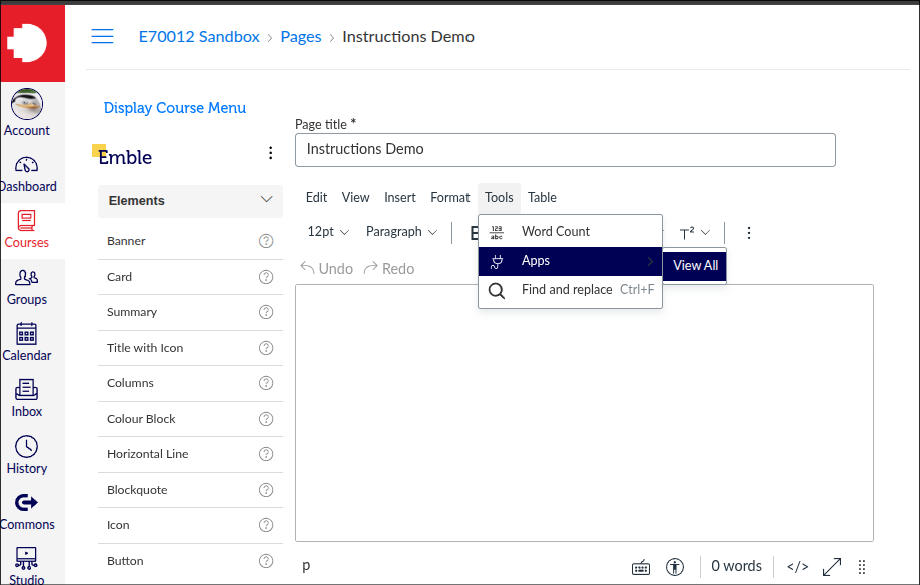 E70012 Sandbox › Pages › Instructions Demo
Account
Dashboard
Courses
Groups
Calendar
Inbox
History
Commons
Studio
Display Course Menu
Emble
Elements
Banner
Card
Summary
Title with Icon
Columns
Colour Block
Horizontal Line
Blockquote
Icon
Button
Page title *
Instructions Demo
Edit View Insert Format Tools Table
12pt Paragraph T²
Undo Redo
123 abc Word Count
Apps
View All
Find and replace Ctrl+F
p
0 words </>